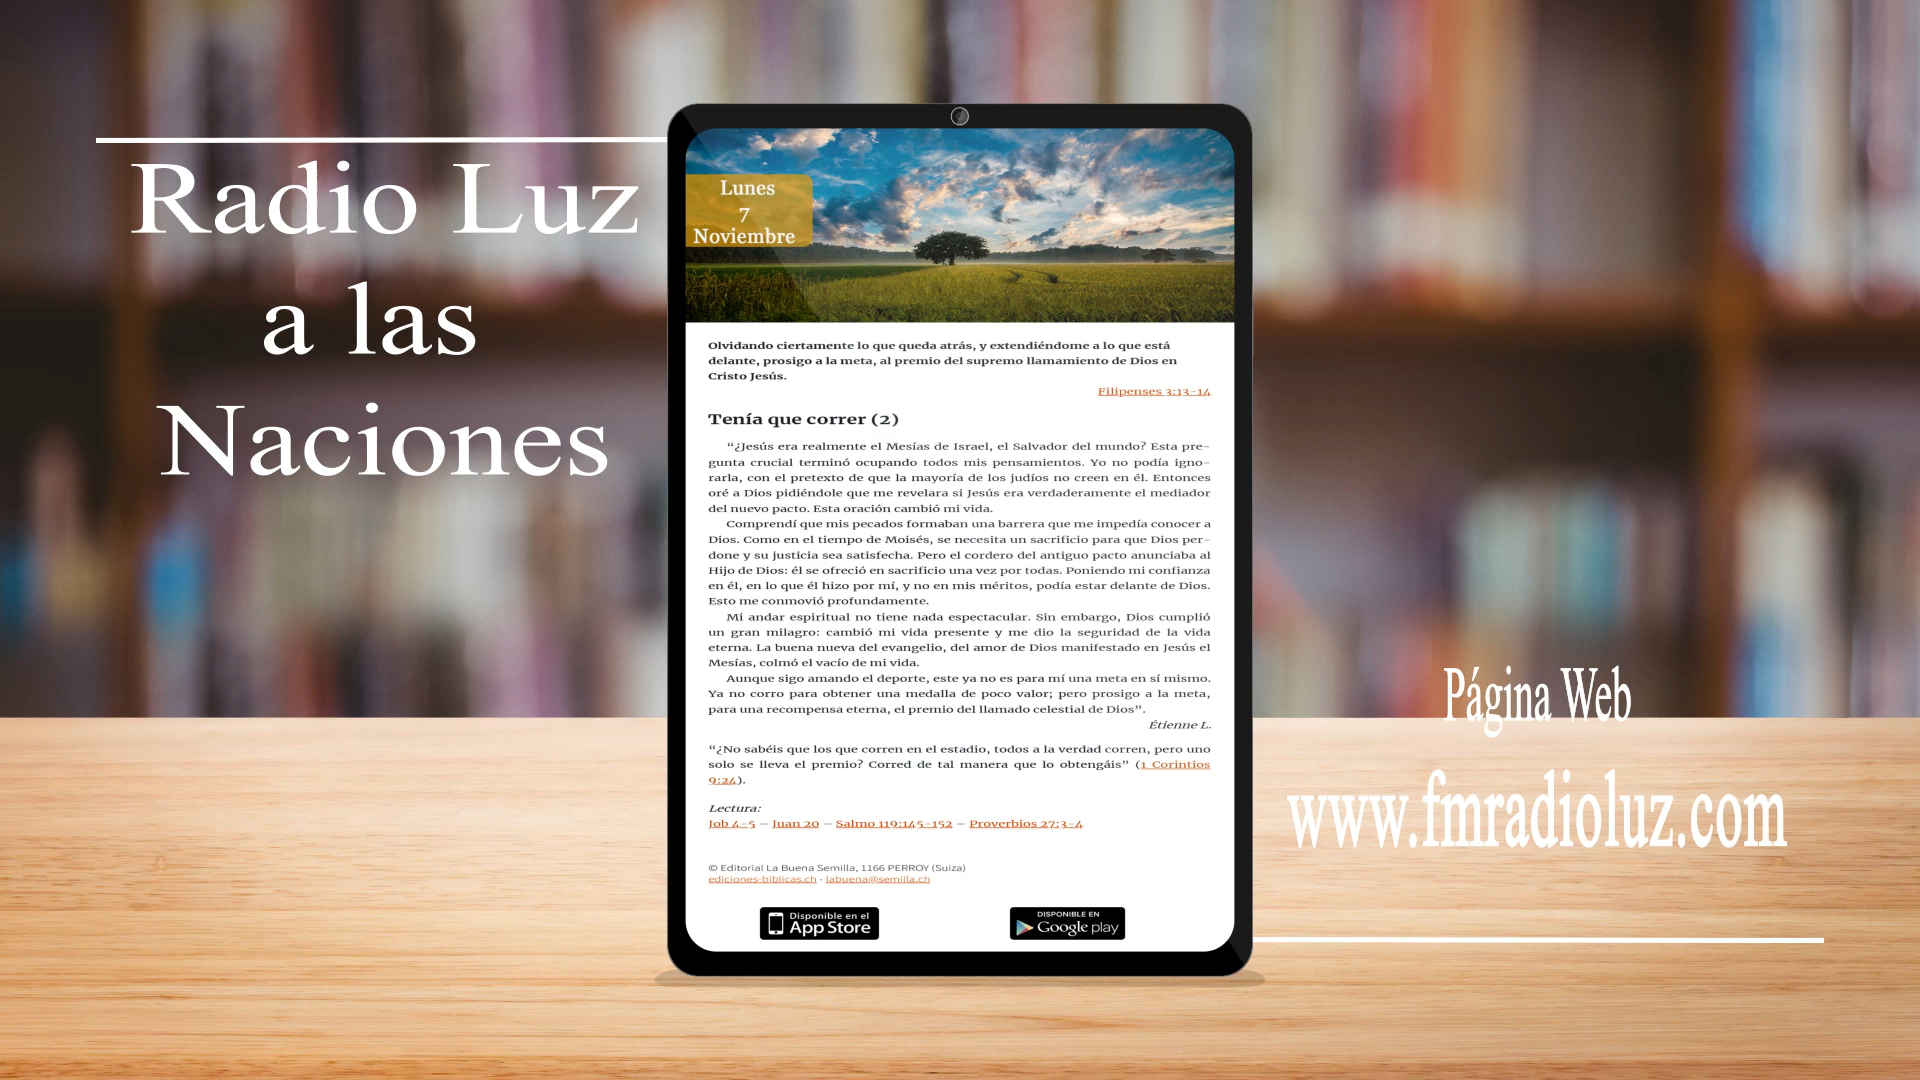 Radio Luz
a las
Naciones
Lunes
7
Noviembre
Olvidando ciertamente lo que queda atrás, y extendiéndome a lo que está
delante, prosigo a la meta, al premio del supremo llamamiento de Dios en
Cristo Jesús.
Filipenses 3:13-14
Tenía que correr (2)
“¿Jesús era realmente el Mesías de Israel, el Salvador del mundo? Esta pre-
gunta crucial terminó ocupando todos mis pensamientos. Yo no podía igno-
rarla, con el pretexto de que la mayoría de los judíos no creen en él. Entonces
oré a Dios pidiéndole que me revelara si Jesús era verdaderamente el mediador
del nuevo pacto. Esta oración cambió mi vida.
Comprendí que mis pecados formaban una barrera que me impedía conocer a
Dios. Como en el tiempo de Moisés, se necesita un sacrificio para que Dios per-
done y su justicia sea satisfecha. Pero el cordero del antiguo pacto anunciaba al
Hijo de Dios: él se ofreció en sacrificio una vez por todas. Poniendo mi confianza
en él, en lo que él hizo por mí, y no en mis méritos, podía estar delante de Dios.
Esto me conmovió profundamente.
Mi andar espiritual no tiene nada espectacular. Sin embargo, Dios cumplió
un gran milagro: cambió mi vida presente y me dio la seguridad de la vida
eterna. La buena nueva del evangelio, del amor de Dios manifestado en Jesús el
Mesías, colmó el vacío de mi vida.
Aunque sigo amando el deporte, este ya no es para mí una meta en sí mismo.
Ya no corro para obtener una medalla de poco valor; pero prosigo a la meta,
para una recompensa eterna, el premio del llamado celestial de Dios”.
Étienne L.
“¿No sabéis que los que corren en el estadio, todos a la verdad corren, pero uno
solo se lleva el premio? Corred de tal manera que lo obtengáis” (1 Corintios
9:24).
Lectura:
Job 4-5 – Juan 20 – Salmo 119:145-152 – Proverbios 27:3-4
© Editorial La Buena Semilla, 1166 PERROY (Suiza)
ediciones-biblicas.ch - labuena@semilla.ch
Disponible en el
App Store
DISPONIBLE EN
Google play
Página Web
www.fmradioluz.com